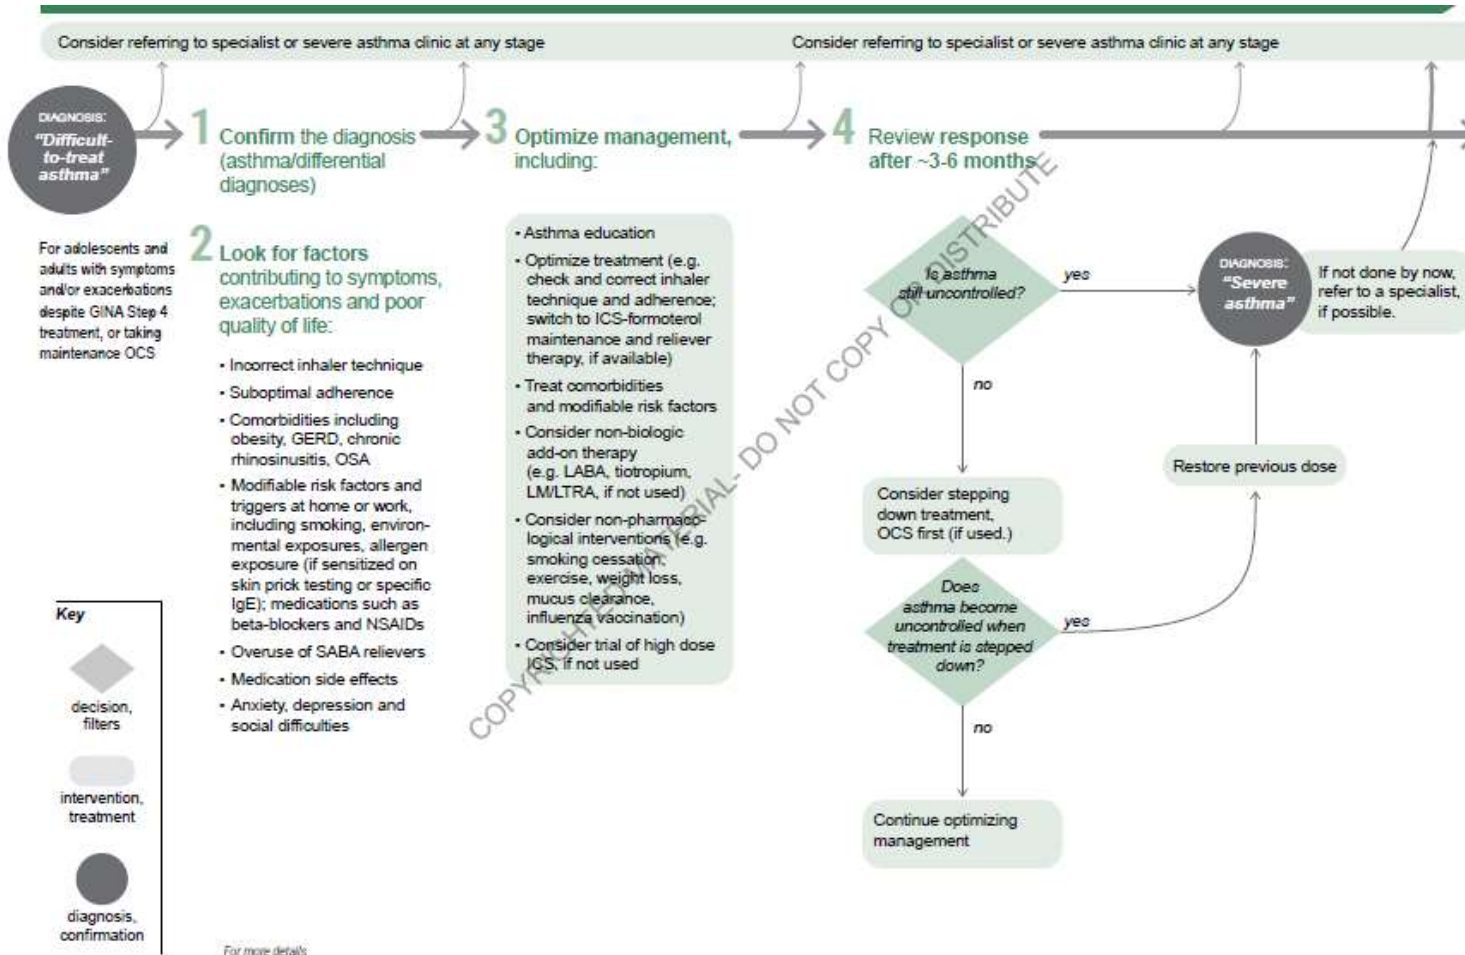 Consider referring to specialist or severe asthma clinic at any stage
Consider referring to specialist or severe asthma clinic at any stage
DIAGNOSIS:
"Difficult-
to-treat
asthma"
For adolescents and
adults with symptoms
and/or exacerbations
despite GINA Step 4
treatment, or taking
maintenance OCS
1 Confirm the diagnosis
(asthma/differential
diagnoses)
2 Look for factors
contributing to symptoms,
exacerbations and poor
quality of life:
• Incorrect inhaler technique
• Suboptimal adherence
• Comorbidities including
obesity, GERD, chronic
rhinosinusitis, OSA
• Modifiable risk factors and
triggers at home or work,
including smoking, environ-
mental exposures, allergen
exposure (if sensitized on
skin prick testing or specific
IgE); medications such as
beta-blockers and NSAIDs
• Overuse of SABA relievers
• Medication side effects
• Anxiety, depression and
social difficulties
3 Optimize management,
including:
• Asthma education
• Optimize treatment (e.g.
check and correct inhaler
technique and adherence;
switch to ICS-formoterol
maintenance and reliever
therapy, if available)
• Treat comorbidities
and modifiable risk factors
• Consider non-biologic
add-on therapy
(e.g. LABA, tiotropium,
LM/LTRA, if not used)
• Consider non-pharmaco-
logical interventions (e.g.
smoking cessation,
exercise, weight loss,
mucus clearance,
influenza vaccination)
• Consider trial of high dose
ICS, if not used
4 Review response
after ~3-6 months
Is asthma
still uncontrolled?
yes
DIAGNOSIS:
"Severe
asthma"
If not done by now,
refer to a specialist,
if possible.
no
Consider stepping
down treatment,
OCS first (if used.)
Restore previous dose
Does
asthma become
uncontrolled when
treatment is stepped
down?
yes
no
Continue optimizing
management
Key
decision,
filters
intervention,
treatment
diagnosis,
confirmation
For more details
COPYRIGHTED MATERIAL- DO NOT COPY OR DISTRIBUTE